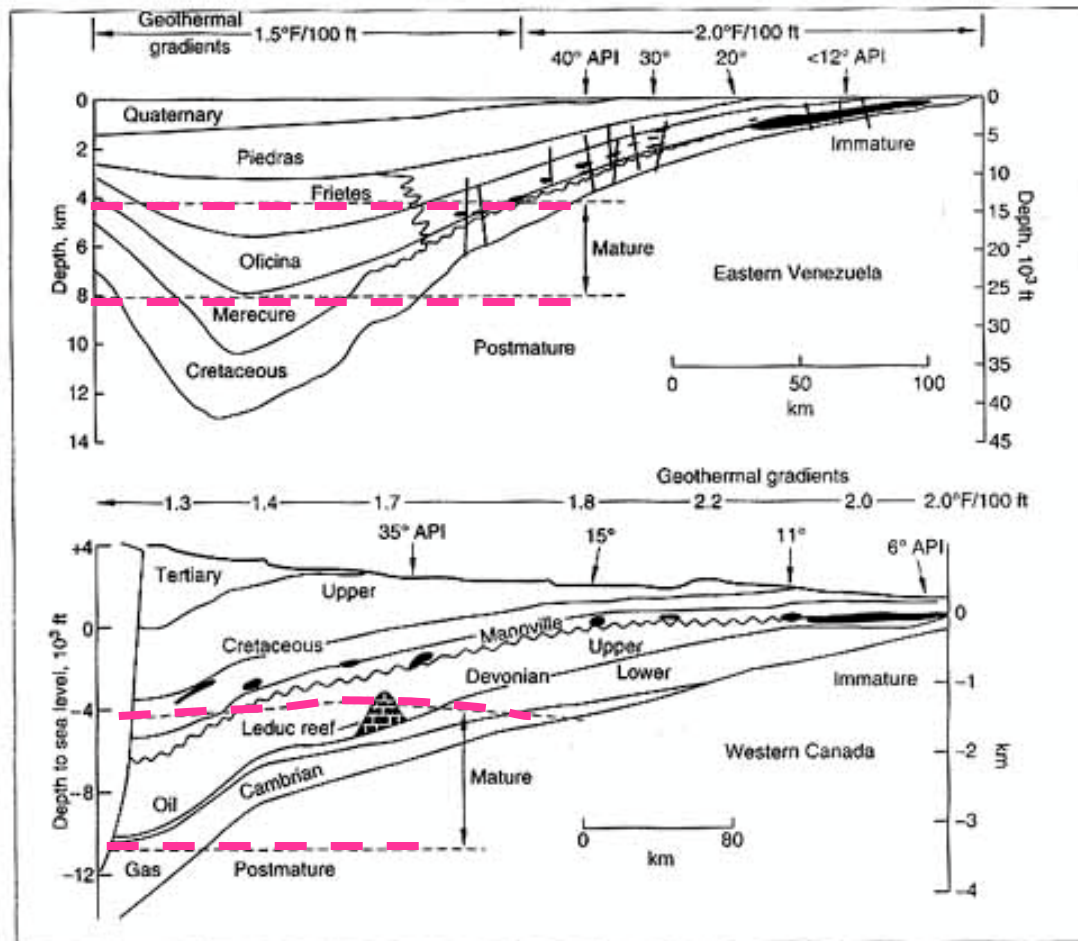 Geothermal
gradients
1.5°F/100 ft
2.0°F/100 ft
40° API
30°
20°
<12° API
0
2
4
6
8
10
12
14
Depth, km
Quaternary
Piedras
Frietes
Oficina
Merecure
Cretaceous
Mature
Postmature
Immature
Eastern Venezuela
0
50
100
km
0
5
10
15
20
25
30
35
40
45
Depth, 10³ ft
Geothermal gradients
1.3
1.4
1.7
1.8
2.2
2.0
2.0°F/100 ft
35° API
15°
11°
6° API
+4
0
−4
−8
−12
Depth to sea level, 10³ ft
Tertiary
Upper
Cretaceous
Mannville
Upper
Devonian
Lower
Leduc reef
Cambrian
Oil
Gas
Mature
Postmature
Immature
Western Canada
0
80
km
0
−1
−2
−3
−4
km